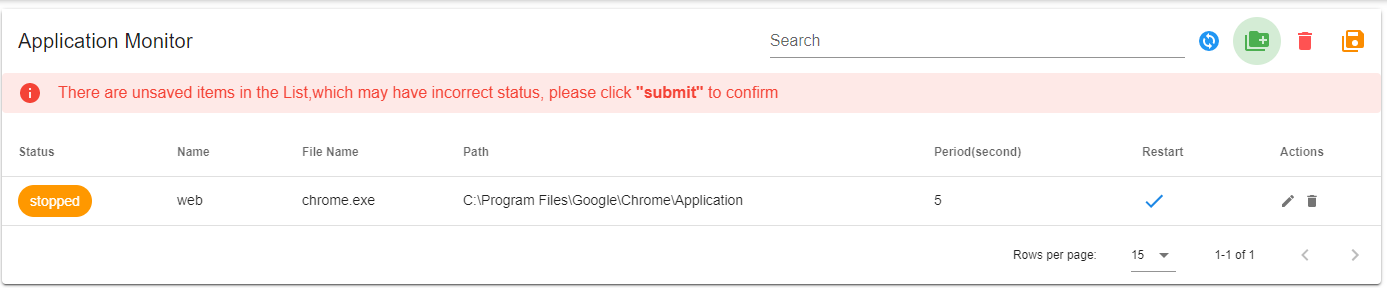 Application Monitor Search
There are unsaved items in the List,which may have incorrect status, please click "submit" to confirm
Status Name File Name Path Period(second) Restart Actions
stopped web chrome.exe C:\Program Files\Google\Chrome\Application 5
Rows per page: 15 1-1 of 1